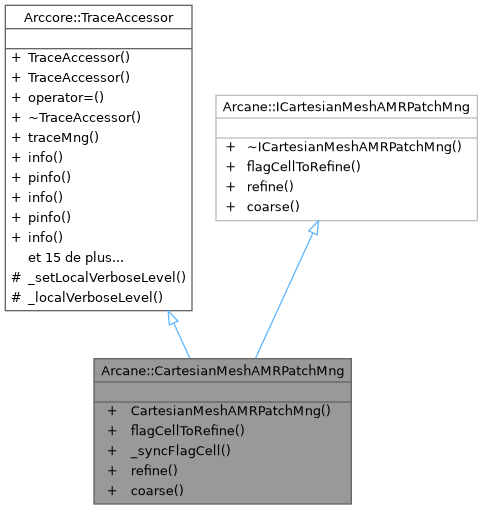 Arccore::TraceAccessor
+ TraceAccessor()
+ TraceAccessor()
+ operator=()
+ ~TraceAccessor()
+ traceMng()
+ info()
+ pinfo()
+ info()
+ pinfo()
+ info()
et 15 de plus...
# _setLocalVerboseLevel()
# _localVerboseLevel()
Arcane::ICartesianMeshAMRPatchMng
+ ~ICartesianMeshAMRPatchMng()
+ flagCellToRefine()
+ refine()
+ coarse()
Arcane::CartesianMeshAMRPatchMng
+ CartesianMeshAMRPatchMng()
+ flagCellToRefine()
+ _syncFlagCell()
+ refine()
+ coarse()